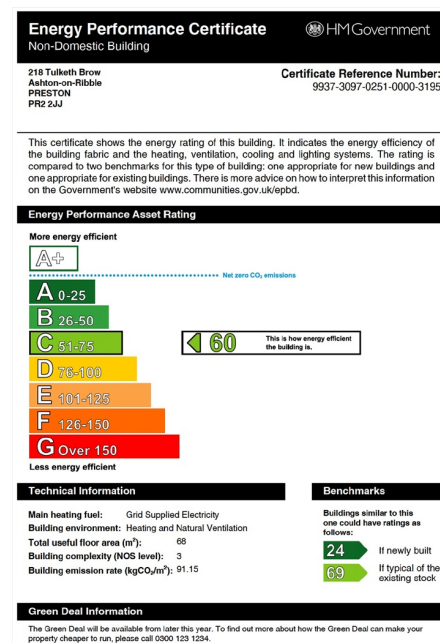 Energy Performance Certificate
HM Government
Non-Domestic Building
218 Tulketh Brow
Ashton-on-Ribble
PRESTON
PR2 2JJ
Certificate Reference Number:
9937-3097-0251-0000-3195
This certificate shows the energy rating of this building. It indicates the energy efficiency of
the building fabric and the heating, ventilation, cooling and lighting systems. The rating is
compared to two benchmarks for this type of building: one appropriate for new buildings and
one appropriate for existing buildings. There is more advice on how to interpret this information
on the Government's website www.communities.gov.uk/epbd.
Energy Performance Asset Rating
More energy efficient
A+
Net zero CO₂ emissions
A 0-25
B 26-50
C 51-75
60
This is how energy efficient
the building is.
D 76-100
E 101-125
F 126-150
G Over 150
Less energy efficient
Technical Information
Main heating fuel: Grid Supplied Electricity
Building environment: Heating and Natural Ventilation
Total useful floor area (m²): 68
Building complexity (NOS level): 3
Building emission rate (kgCO₂/m²): 91.15
Benchmarks
Buildings similar to this
one could have ratings as
follows:
24 If newly built
69 If typical of the
existing stock
Green Deal Information
The Green Deal will be available from later this year. To find out more about how the Green Deal can make your
property cheaper to run, please call 0300 123 1234.